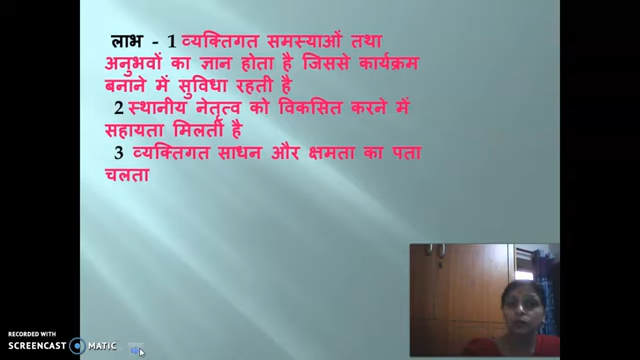 लाभ - 1 व्यक्तिगत समस्याओं तथा
अनुभवों का ज्ञान होता है जिससे कार्यक्रम
बनाने में सुविधा रहती है
2 स्थानीय नेतृत्व को विकसित करने में
सहायता मिलती है
3 व्यक्तिगत साधन और क्षमता का पता
चलता
RECORDED WITH
SCREENCAST MATIC